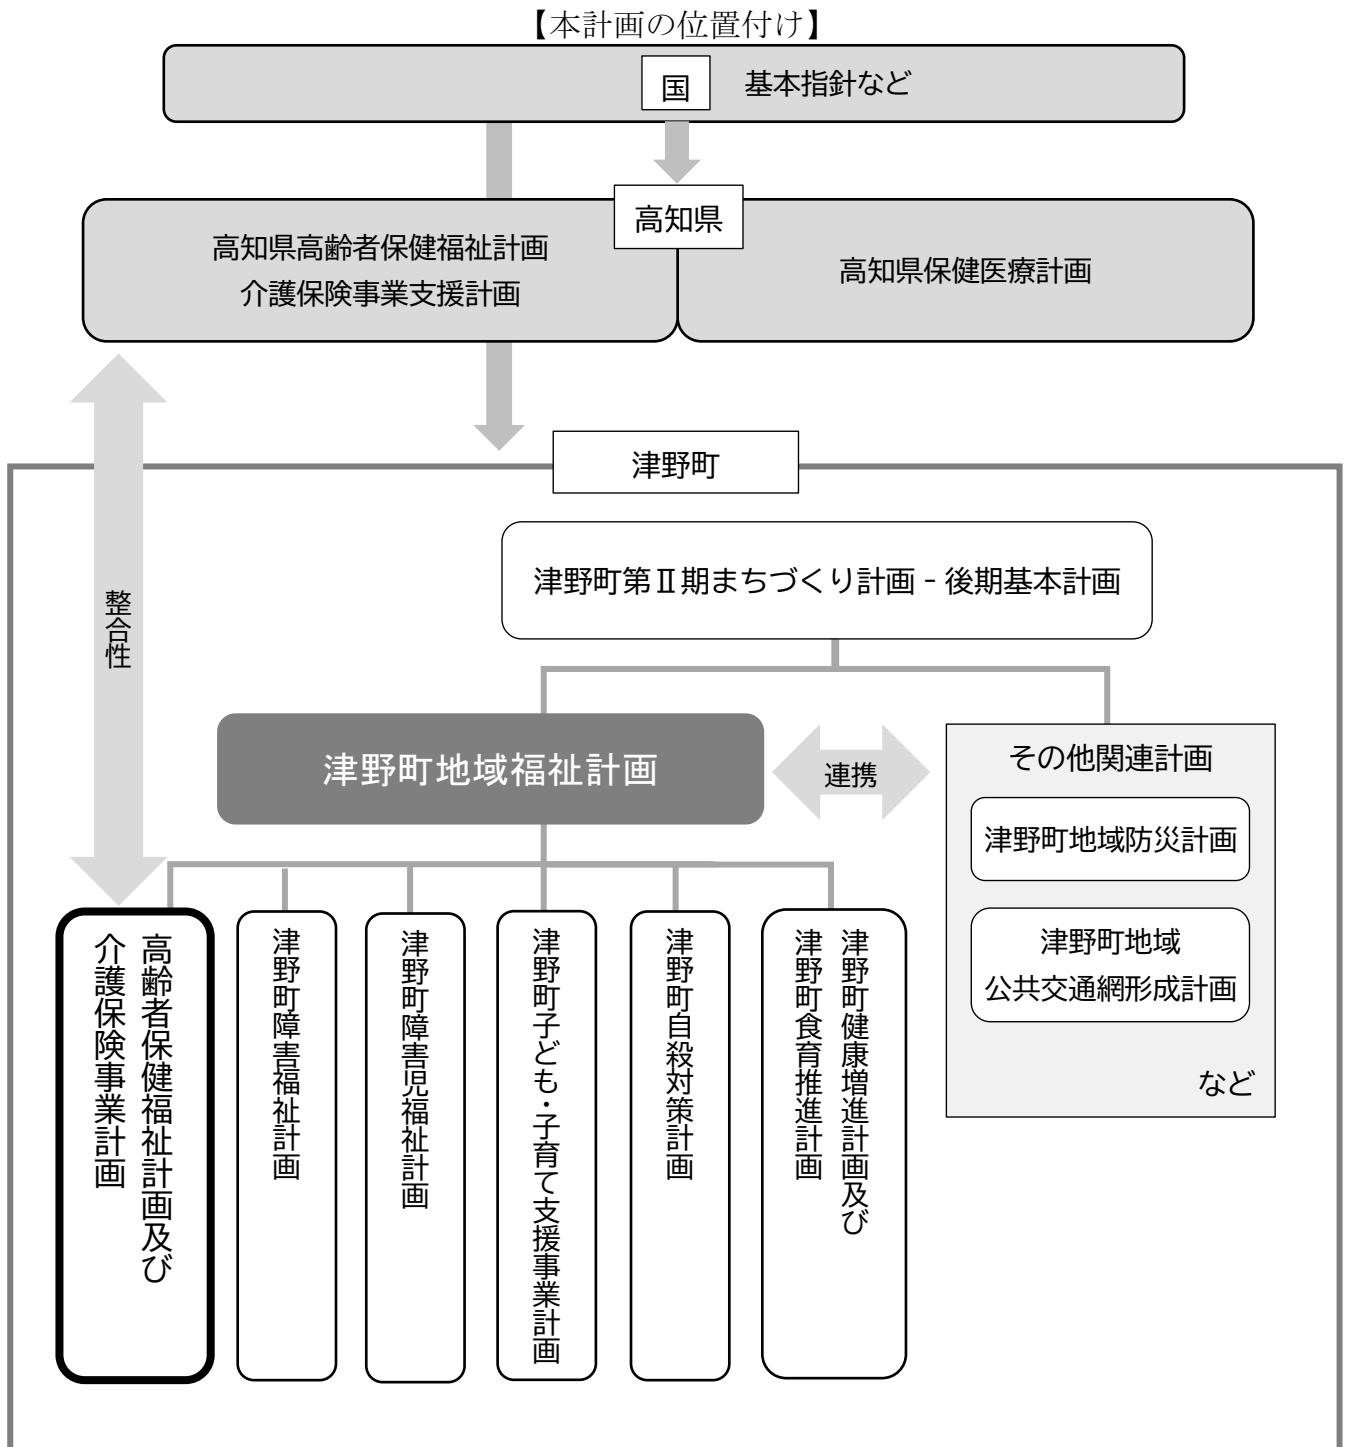 【本計画の位置付け】
国
基本指針など
高知県
高知県高齢者保健福祉計画
介護保険事業支援計画
高知県保健医療計画
津野町
整合性
津野町第Ⅱ期まちづくり計画 - 後期基本計画
津野町地域福祉計画
連携
その他関連計画
津野町地域防災計画
津野町地域
公共交通網形成計画
など
高齢者保健福祉計画及び
介護保険事業計画
津野町障害福祉計画
津野町障害児福祉計画
津野町子ども・子育て支援事業計画
津野町自殺対策計画
津野町健康増進計画及び
津野町食育推進計画